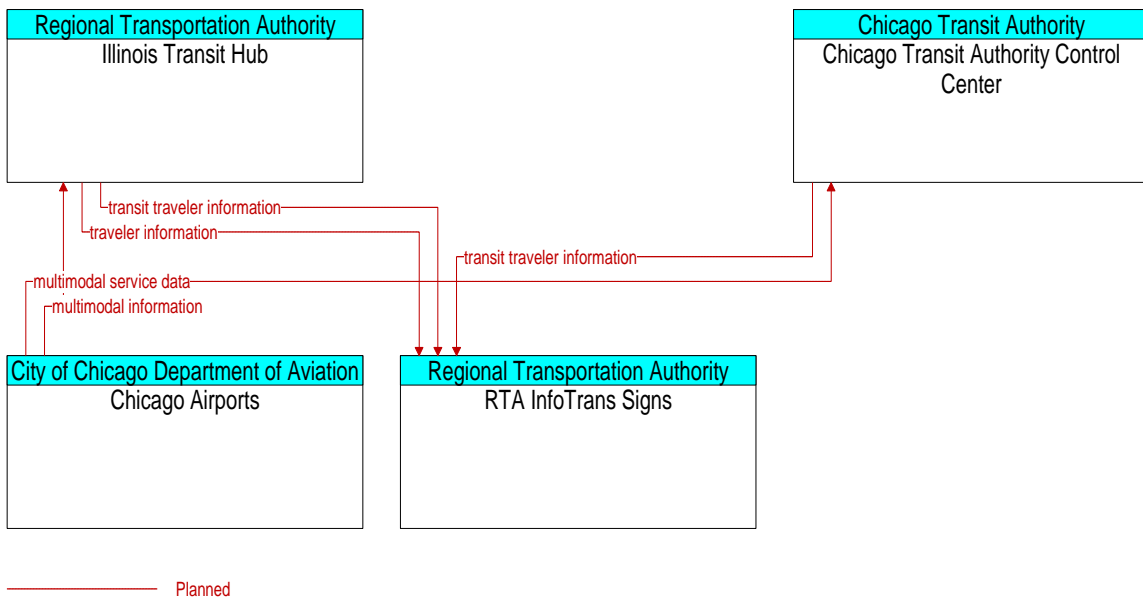 Regional Transportation Authority
Illinois Transit Hub
Chicago Transit Authority
Chicago Transit Authority Control
Center
transit traveler information
traveler information
transit traveler information
multimodal service data
multimodal information
City of Chicago Department of Aviation
Chicago Airports
Regional Transportation Authority
RTA InfoTrans Signs
Planned